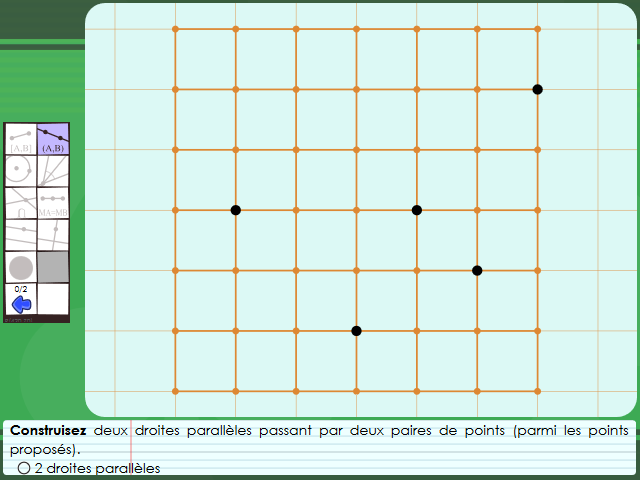 [A,B]
(A,B)
∩
MA=MB
0/2
Construisez deux droites parallèles passant par deux paires de points (parmi les points
proposés).
2 droites parallèles